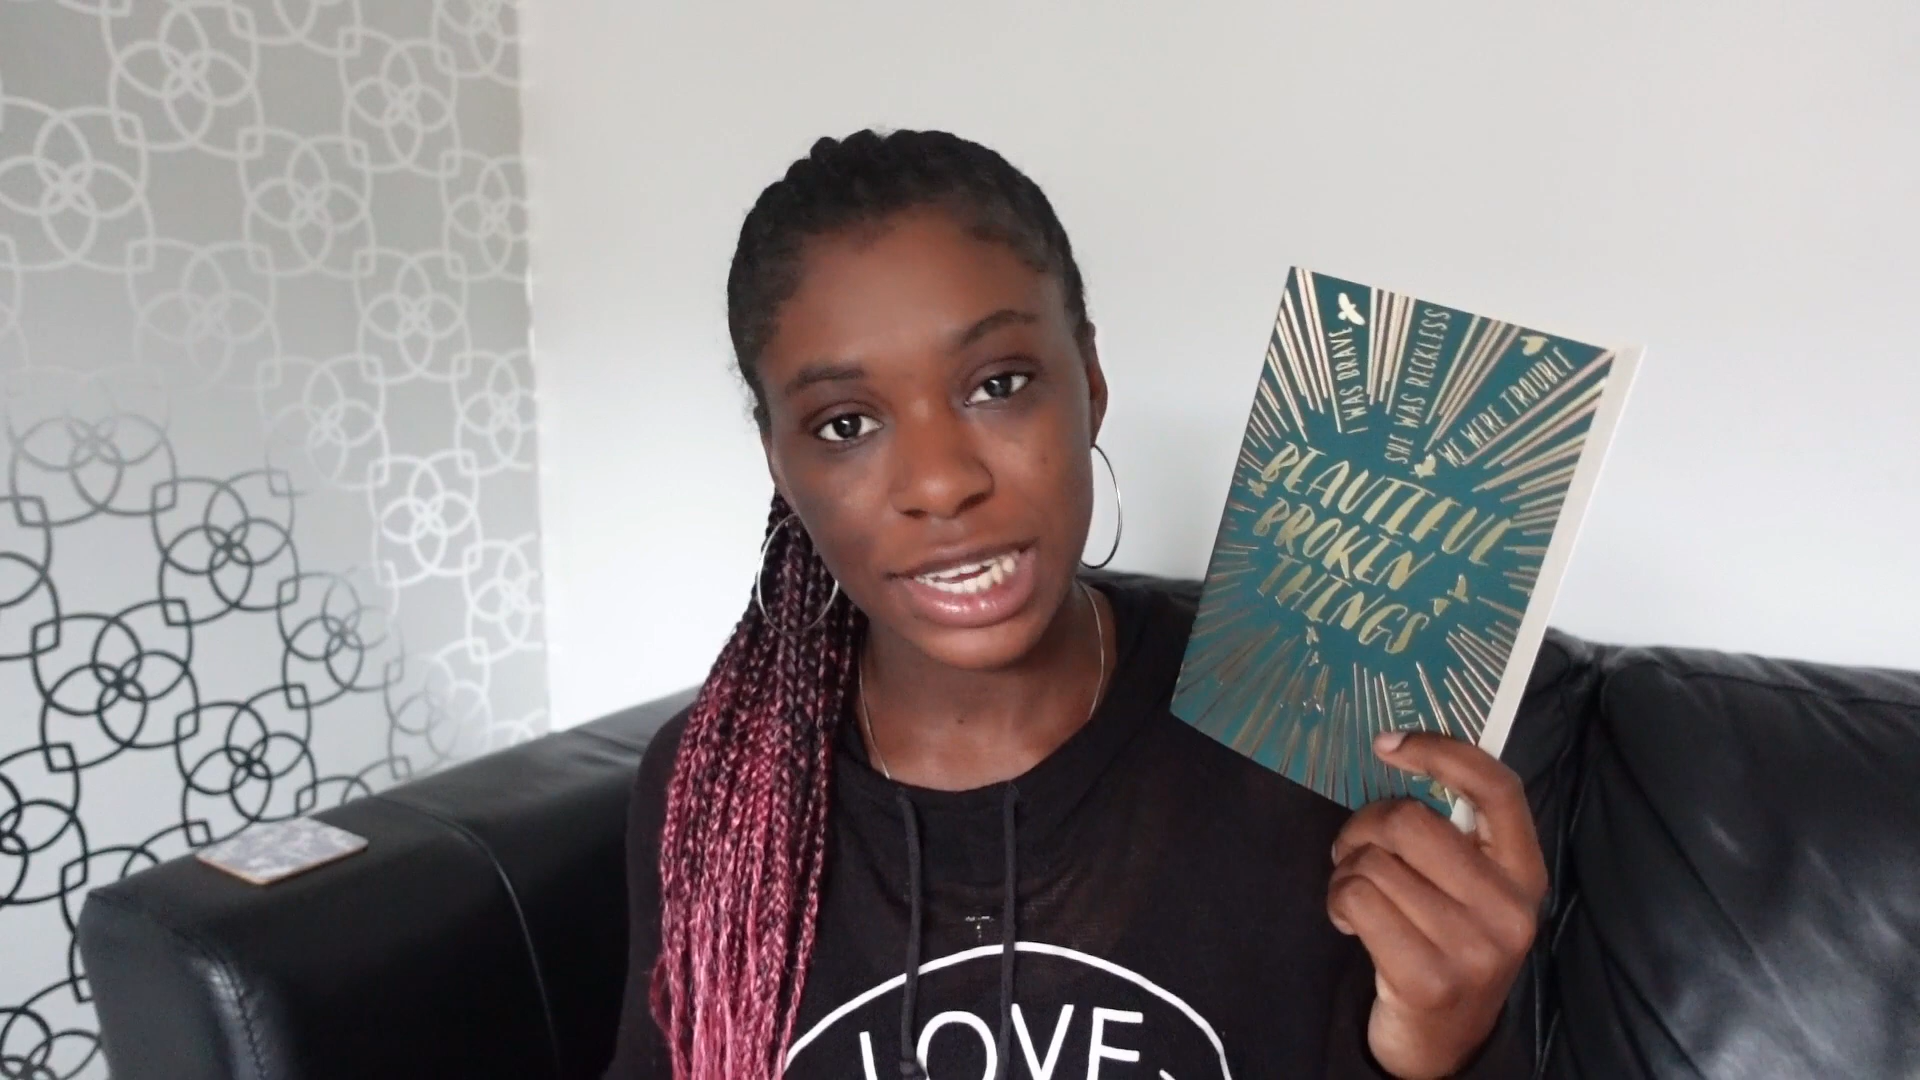 I WAS BRAVE
SHE WAS RECKLESS
WE WERE TROUBLE
BEAUTIFUL
BROKEN
THINGS
SARA
LOVE